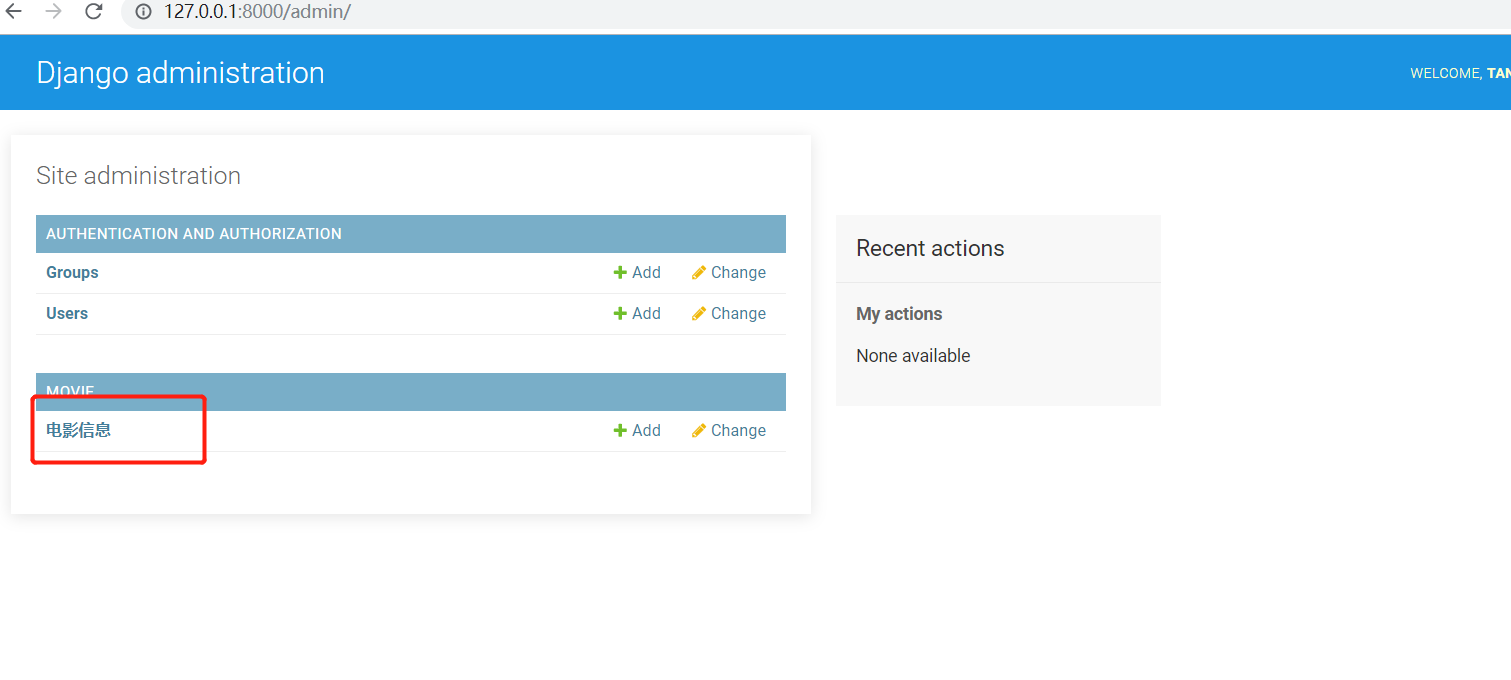 127.0.0.1:8000/admin/
Django administration
WELCOME, TAN
Site administration
AUTHENTICATION AND AUTHORIZATION
Groups Add Change
Users Add Change
MOVIE
电影信息 Add Change
Recent actions
My actions
None available